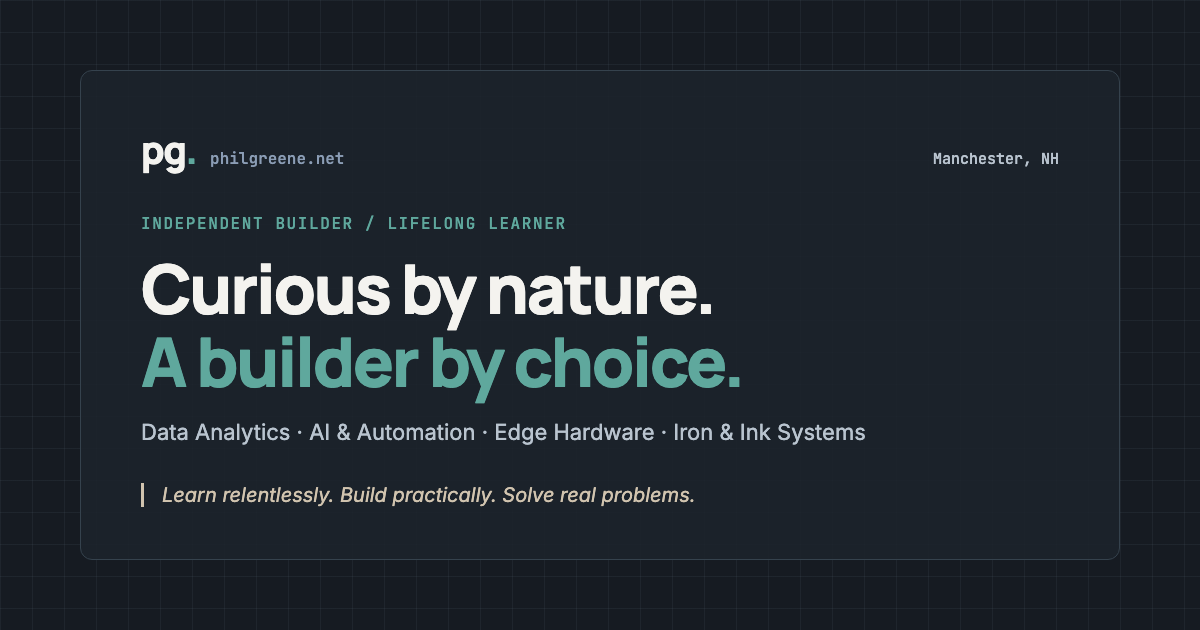 pg. philgreene.net
Manchester, NH
INDEPENDENT BUILDER / LIFELONG LEARNER
Curious by nature.
A builder by choice.
Data Analytics · AI & Automation · Edge Hardware · Iron & Ink Systems
Learn relentlessly. Build practically. Solve real problems.